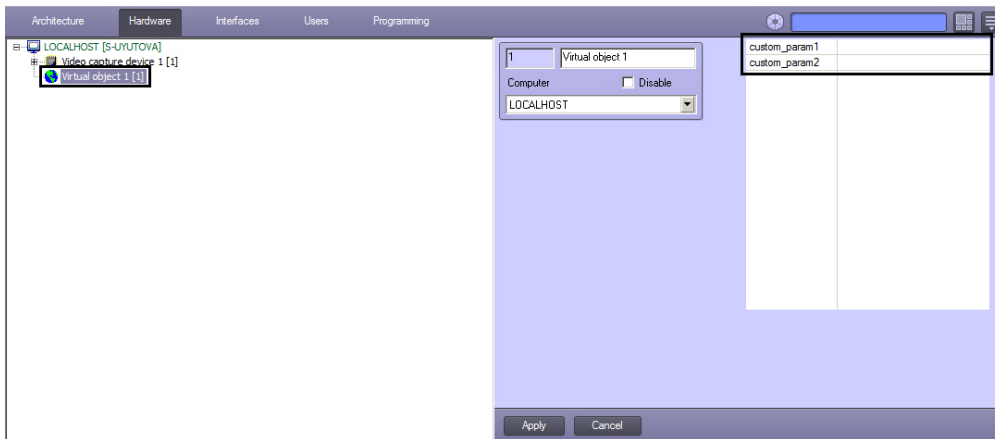 Architecture Hardware Interfaces Users Programming
LOCALHOST [S-UYUTOVA]
Video capture device 1 [1]
Virtual object 1 [1]
1 Virtual object 1
Computer Disable
LOCALHOST
custom_param1
custom_param2
Apply Cancel